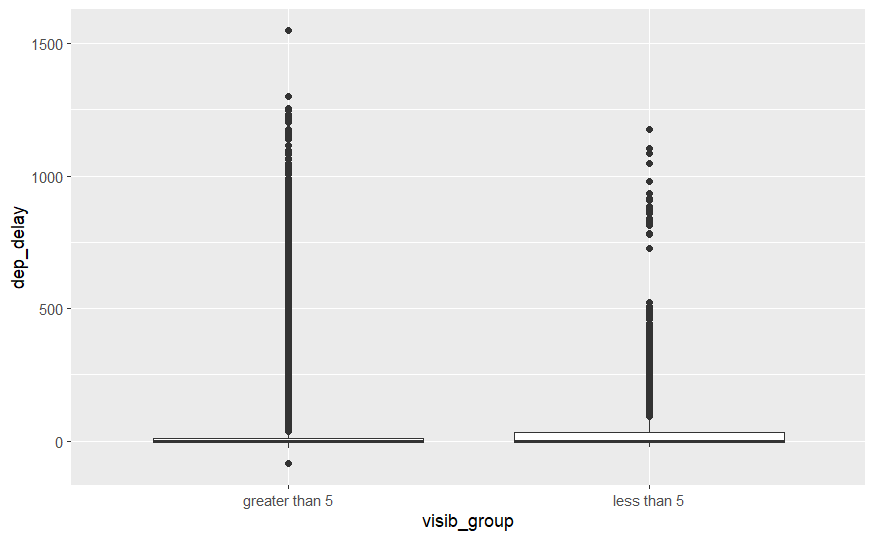 1500
1000
500
0
dep_delay
greater than 5
less than 5
visib_group